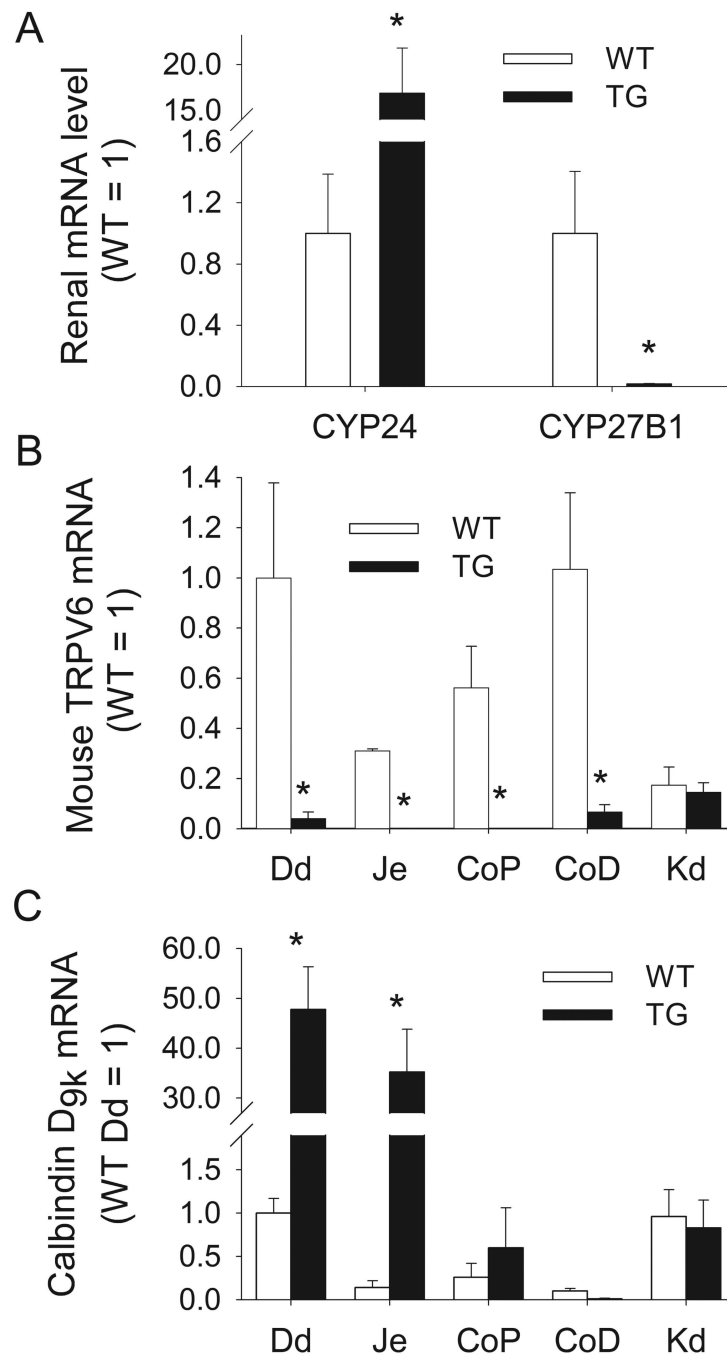 A
*
20.0
WT
TG
15.0
1.6
1.2
0.8
0.4
0.0
*
Renal mRNA level
(WT = 1)
CYP24 CYP27B1
B
1.4
1.2
1.0
0.8
0.6
0.4
0.2
0.0
WT
TG
* * * *
Mouse TRPV6 mRNA
(WT = 1)
Dd Je CoP CoD Kd
C
60.0
50.0
40.0
30.0
1.5
1.0
0.5
0.0
* *
WT
TG
Calbindin D9k mRNA
(WT Dd = 1)
Dd Je CoP CoD Kd